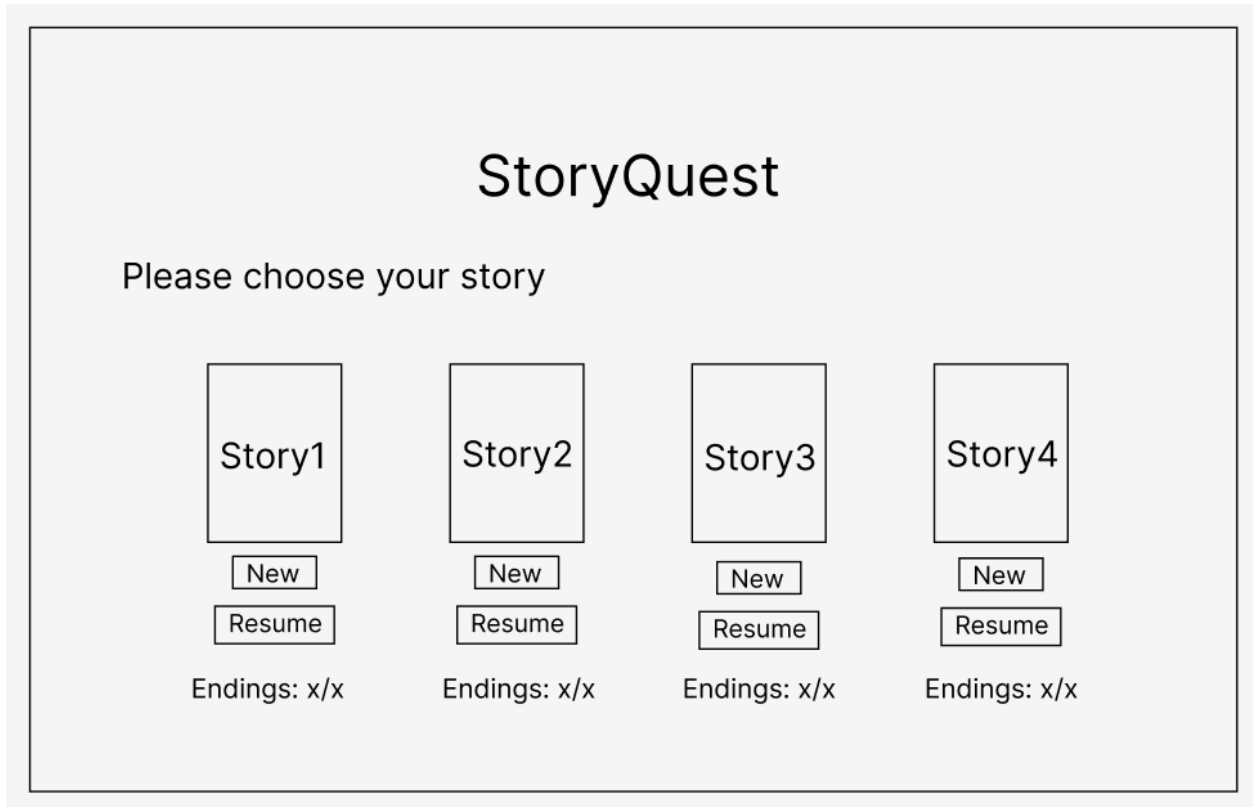 StoryQuest
Please choose your story
Story1 Story2 Story3 Story4
New New New New
Resume Resume Resume Resume
Endings: x/x Endings: x/x Endings: x/x Endings: x/x